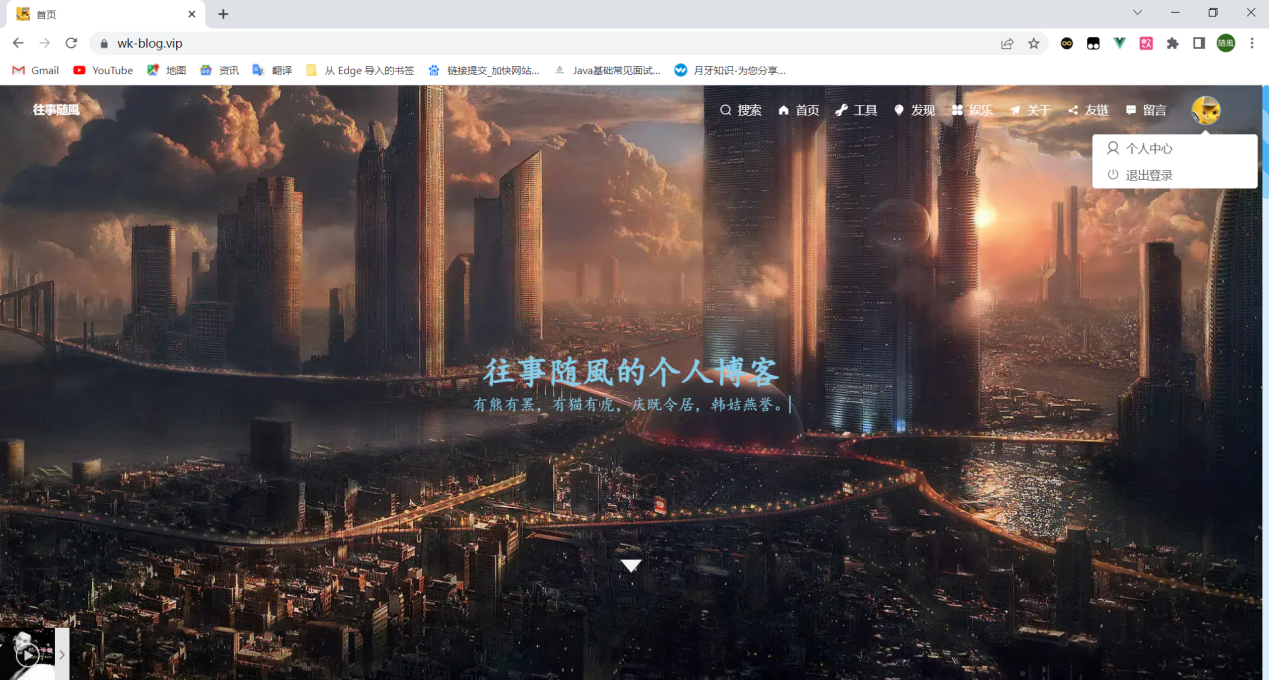 首页
wk-blog.vip
随風
Gmail YouTube 地图 资讯 翻译 从 Edge 导入的书签 链接提交_加快网站... Java基础常见面试... 月牙知识-为您分享...
往事随風 搜索 首页 工具 发现 娱乐 关于 友链 留言
个人中心
退出登录
往事随風的个人博客
有熊有罴，有猫有虎，庆既令居，韩姞燕誉。